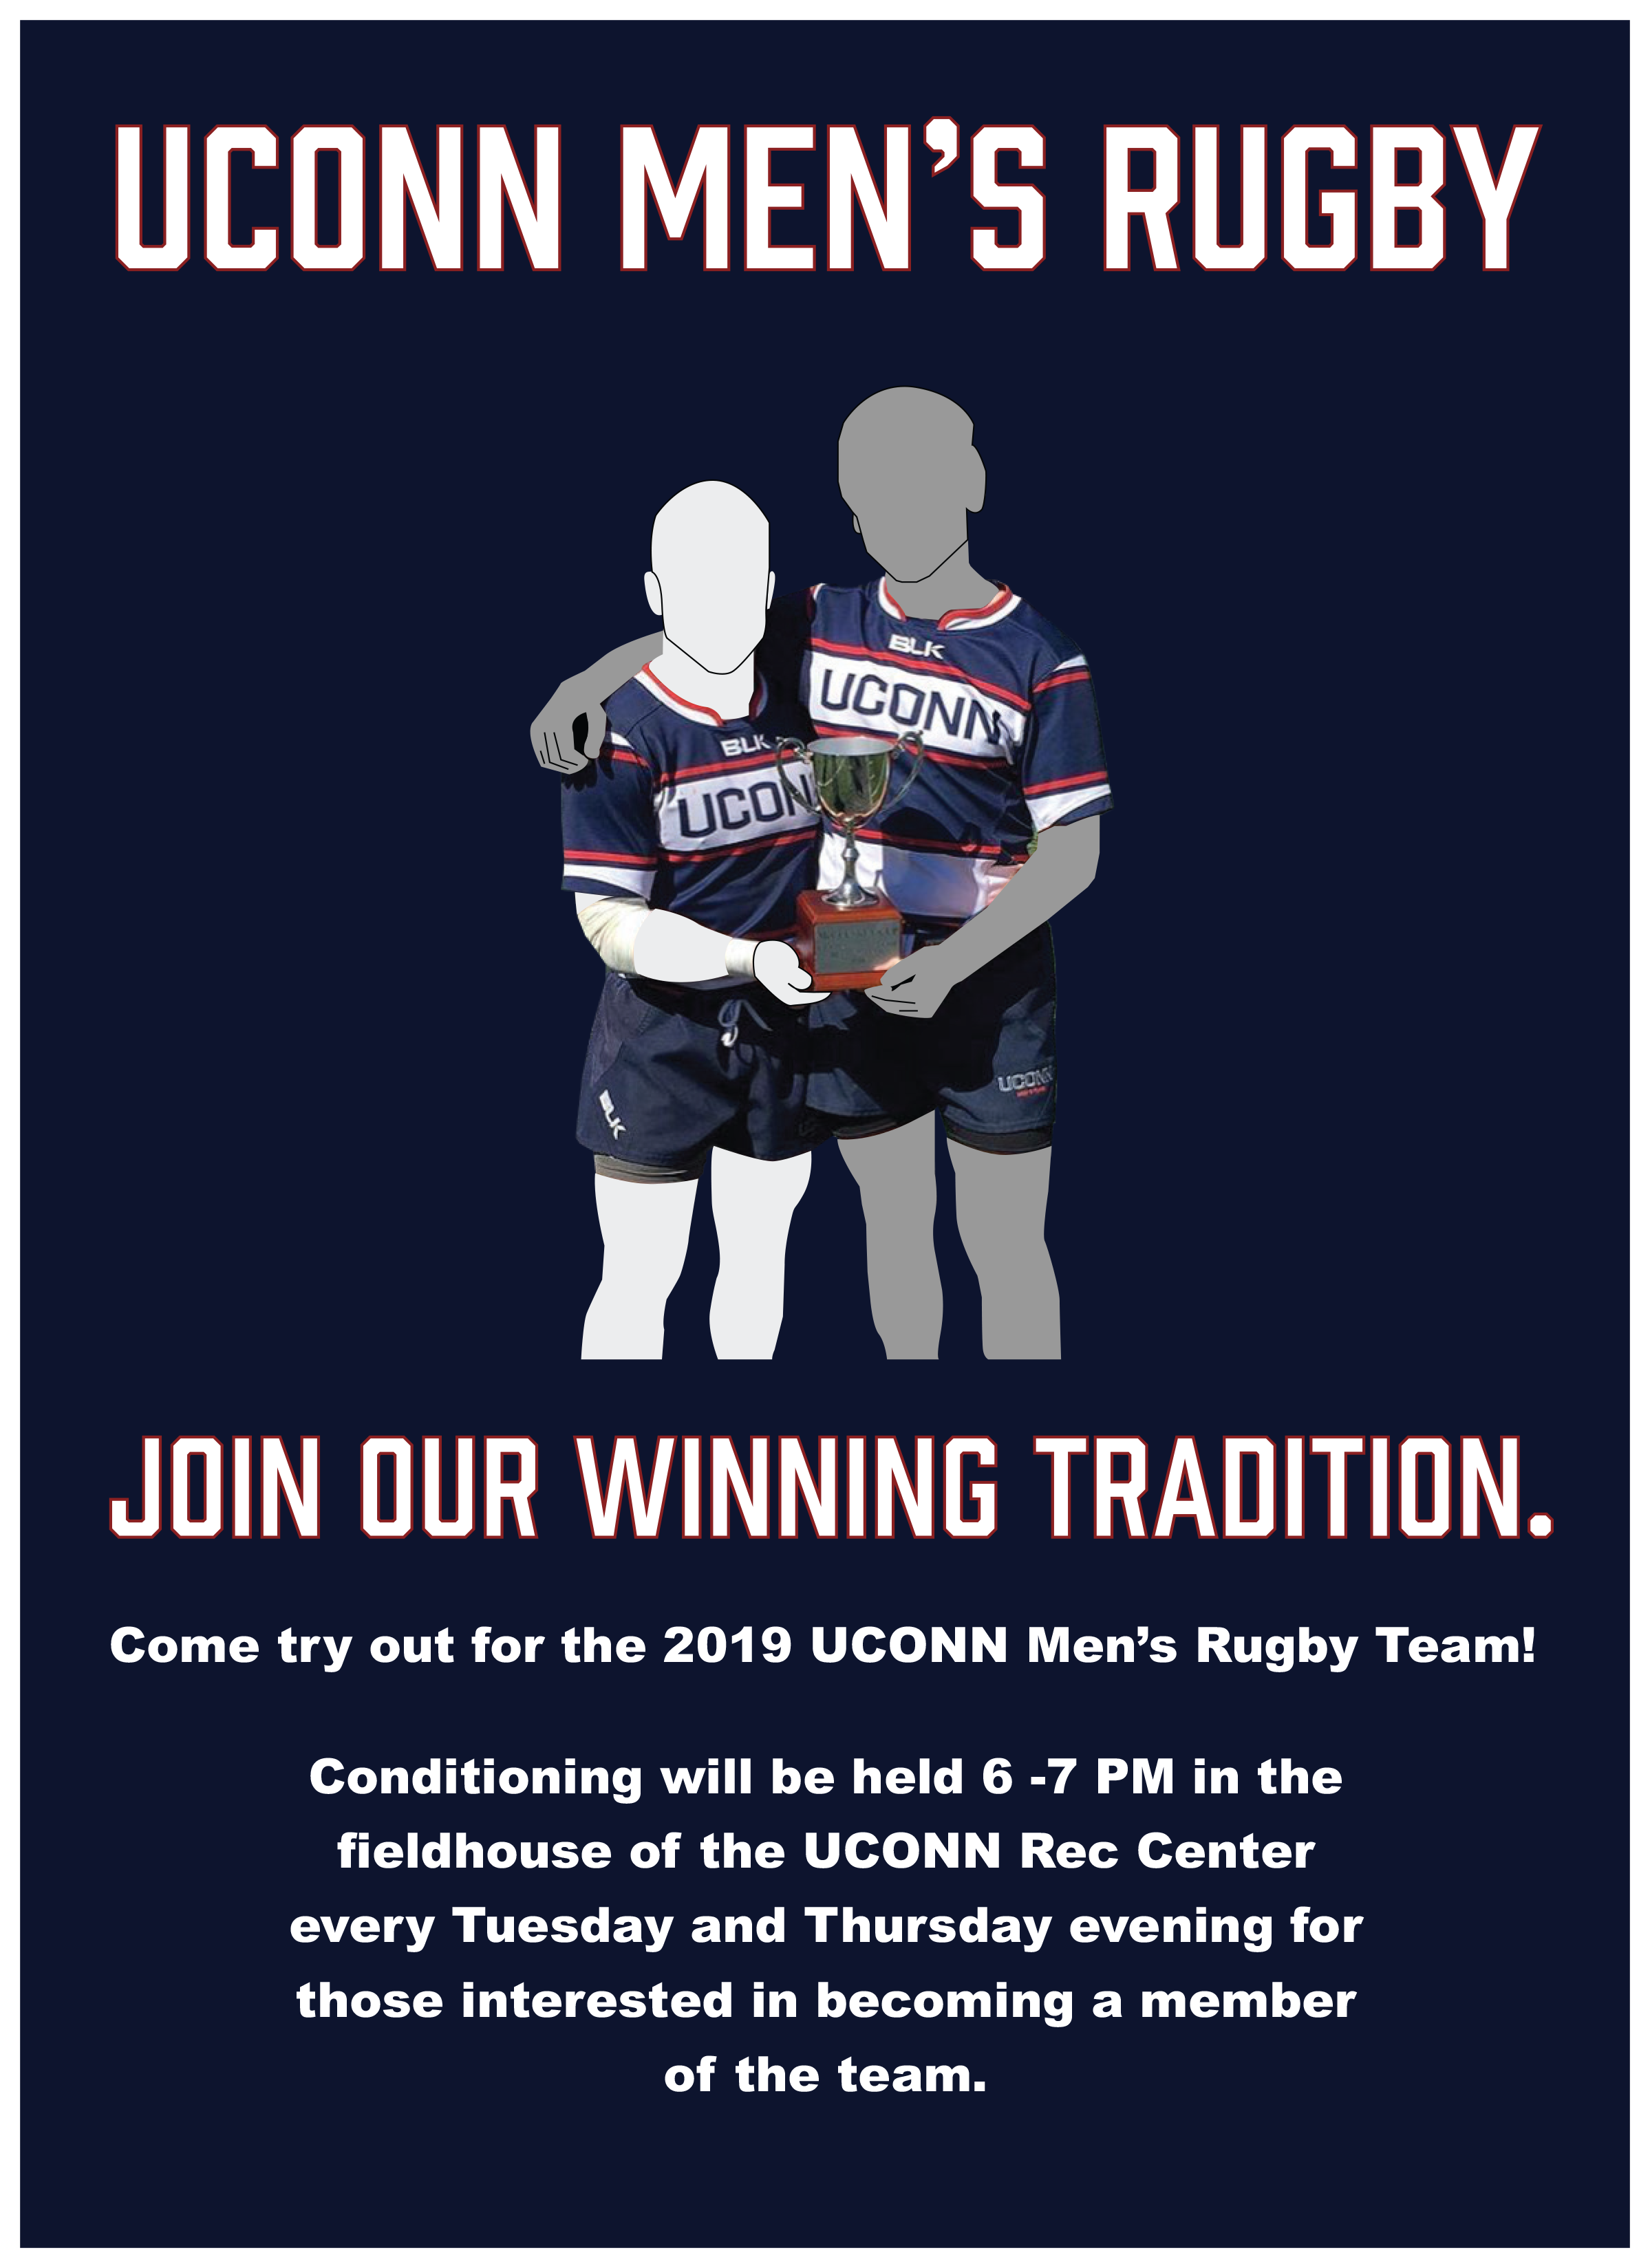 UCONN MEN’S RUGBY
BLK
UCONN
BLK
UCON
UCONN
BLK
JOIN OUR WINNING TRADITION.
Come try out for the 2019 UCONN Men’s Rugby Team!
Conditioning will be held 6 -7 PM in the
fieldhouse of the UCONN Rec Center
every Tuesday and Thursday evening for
those interested in becoming a member
of the team.